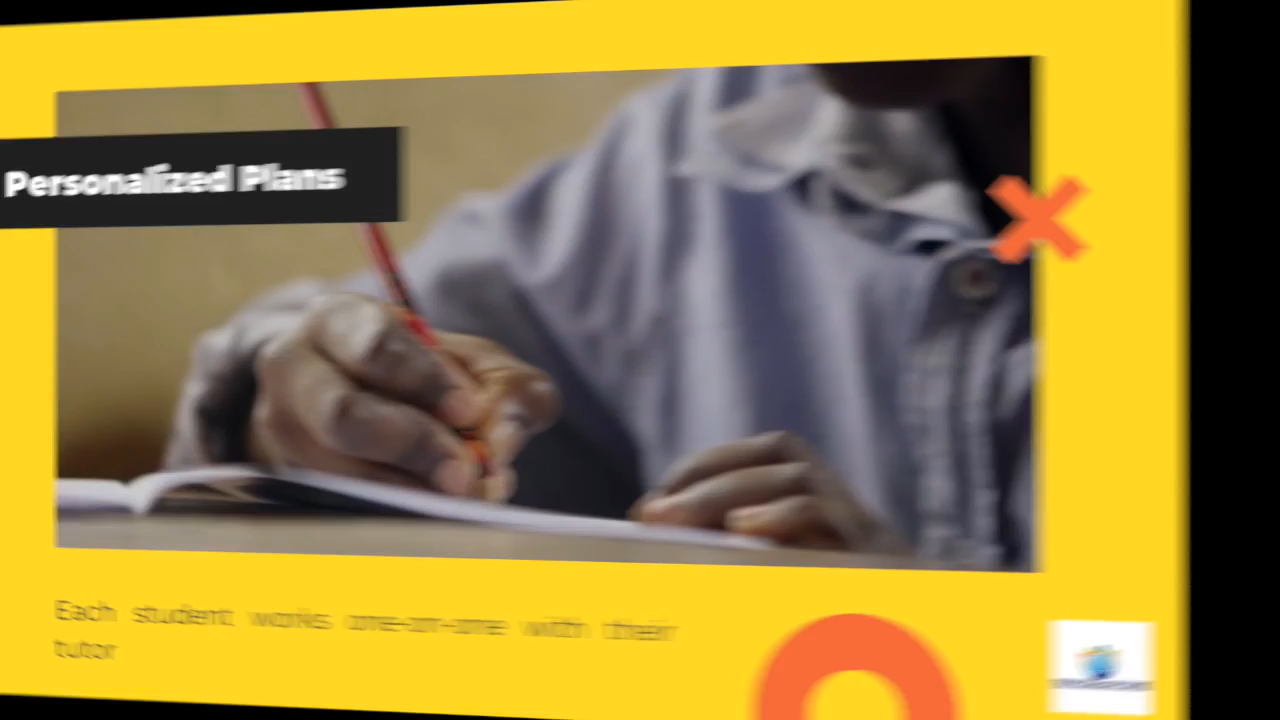 Personalized Plans
Each student works one-on-one with their
tutor